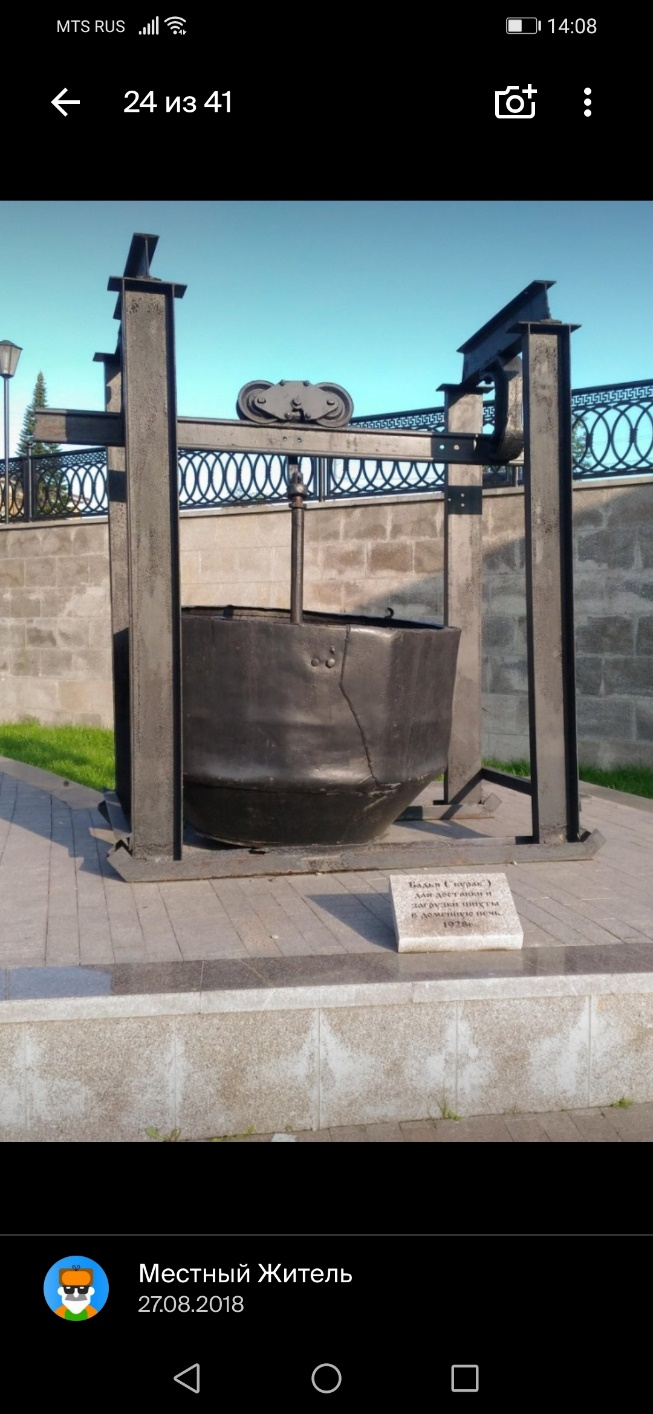 MTS RUS
14:08
24 из 41
Бадья ("курак")
для доставки и
загрузки шихты
в доменную печь.
1928г.
Местный Житель
27.08.2018